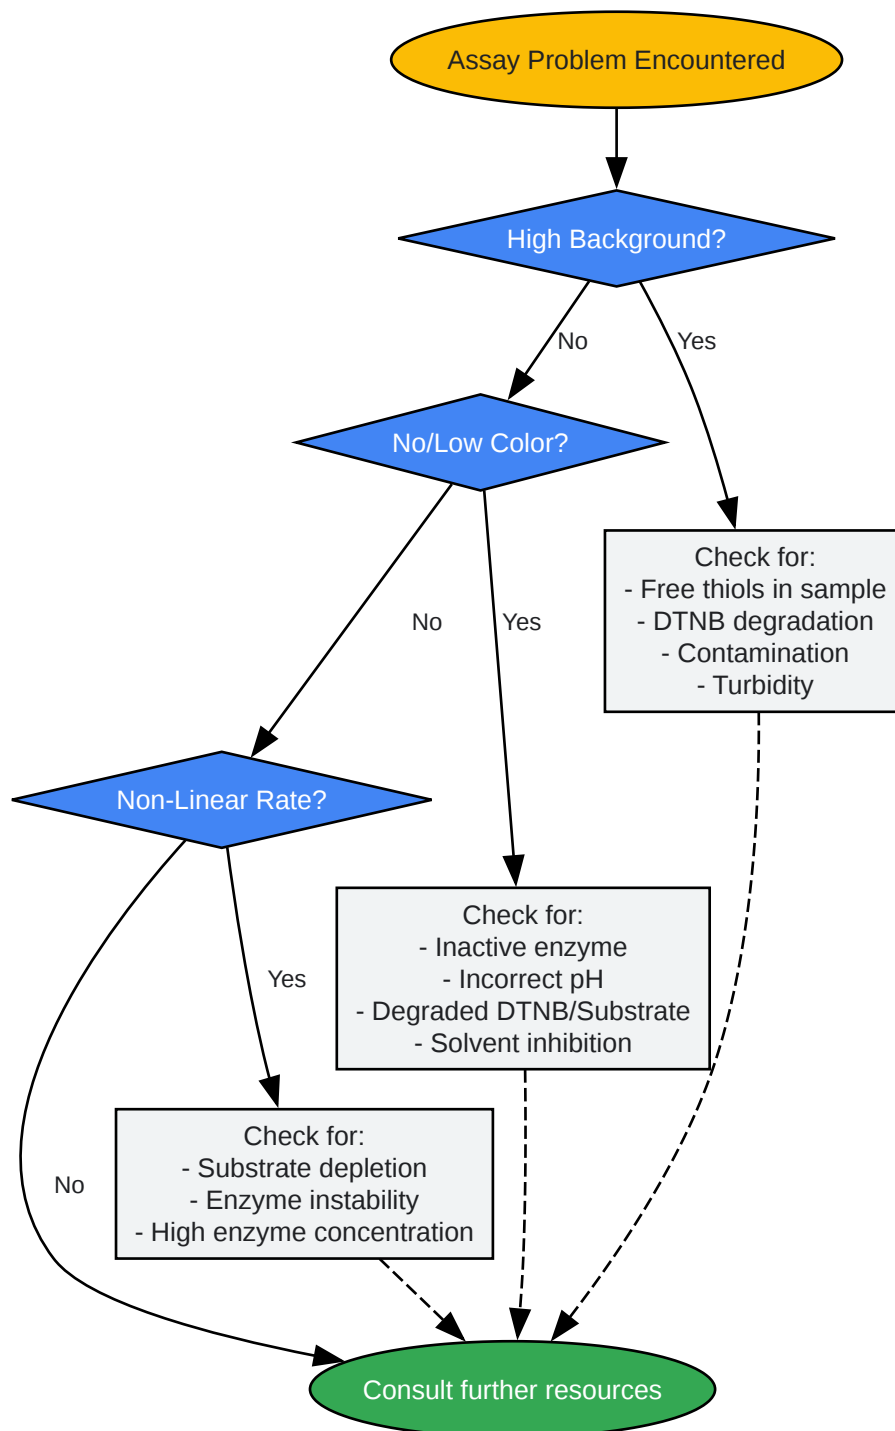 Assay Problem Encountered
High Background?
No
Yes
No/Low Color?
Check for:
- Free thiols in sample
- DTNB degradation
- Contamination
- Turbidity
No
Yes
Non-Linear Rate?
Check for:
- Inactive enzyme
- Incorrect pH
- Degraded DTNB/Substrate
- Solvent inhibition
Yes
Check for:
- Substrate depletion
- Enzyme instability
- High enzyme concentration
No
Consult further resources